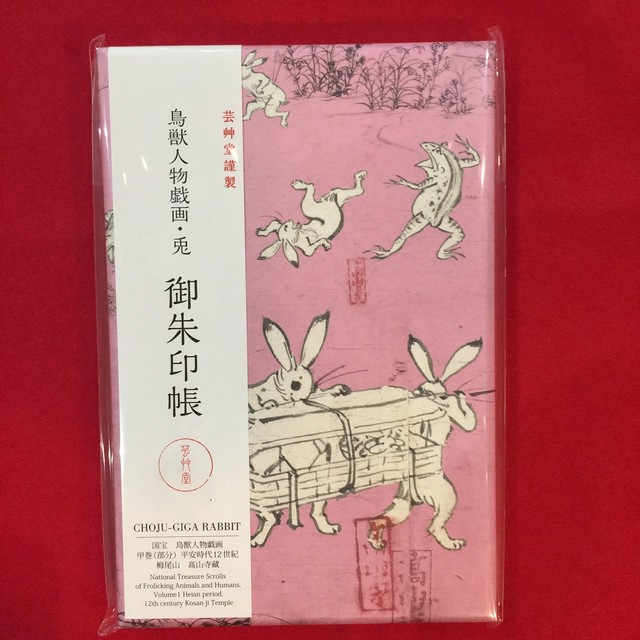 芸艸堂謹製
鳥獣人物戯画・兎
御朱印帳
芸艸堂
CHOJU-GIGA RABBIT
国宝 鳥獣人物戯画
甲巻(部分) 平安時代12世紀
栂尾山 高山寺蔵
National Treasure Scrolls
of Frolicking Animals and Humans.
Volume1 Heian period,
12th century Kosan-ji Temple